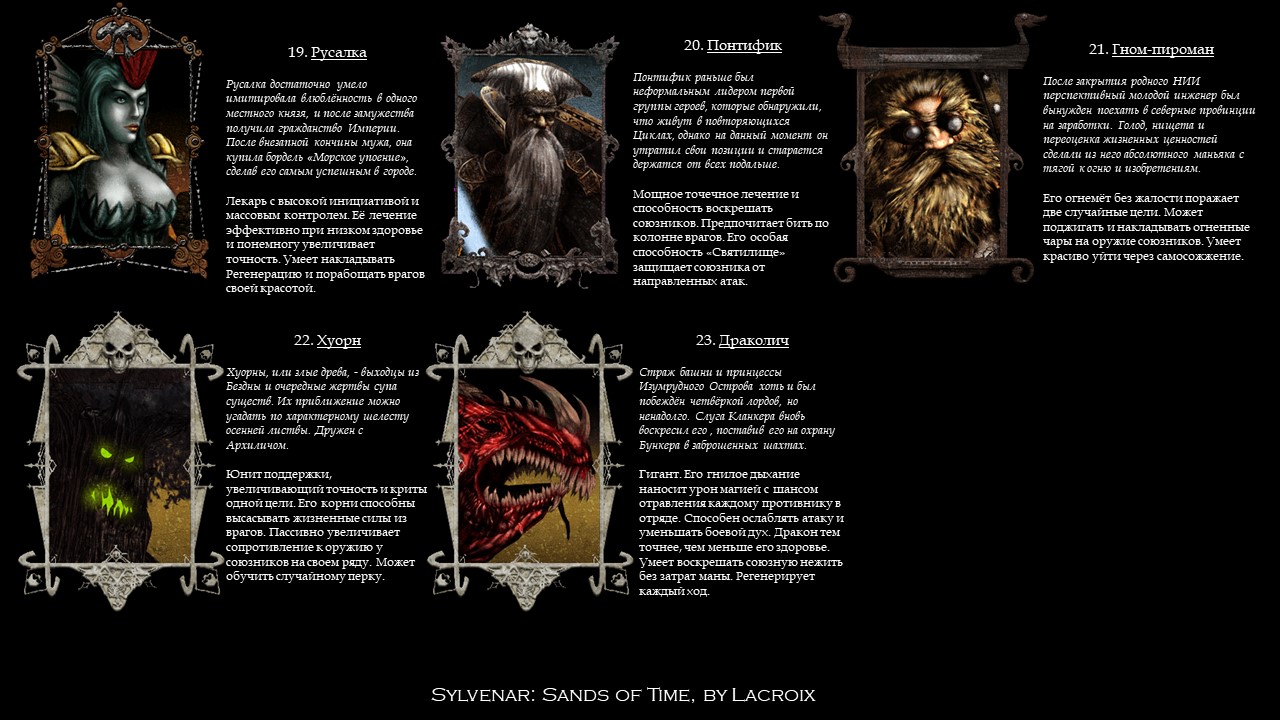 19. Русалка
Русалка достаточно умело
имитировала влюблённость в одного
местного князя, и после замужества
получила гражданство Империи.
После внезапной кончины мужа, она
купила бордель «Морское упоение»,
сделав его самым успешным в городе.
Лекарь с высокой инициативой и
массовым контролем. Её лечение
эффективно при низком здоровье
и понемногу увеличивает
точность. Умеет накладывать
Регенерацию и порабощать врагов
своей красотой.
20. Понтифик
Понтифик раньше был
неформальным лидером первой
группы героев, которые обнаружили,
что живут в повторяющихся
Циклах, однако на данный момент он
утратил свои позиции и старается
держатся от всех подальше.
Мощное точечное лечение и
способность воскрешать
союзников. Предпочитает бить по
колонне врагов. Его особая
способность «Святилище»
защищает союзника от
направленных атак.
21. Гном-пироман
После закрытия родного НИИ
перспективный молодой инженер был
вынужден поехать в северные провинции
на заработки. Голод, нищета и
переоценка жизненных ценностей
сделали из него абсолютного маньяка с
тягой к огню и изобретениям.
Его огнемёт без жалости поражает
две случайные цели. Может
поджигать и накладывать огненные
чары на оружие союзников. Умеет
красиво уйти через самосожжение.
22. Хуорн
Хуорны, или злые древа, - выходцы из
Бездны и очередные жертвы супа
существ. Их приближение можно
угадать по характерному шелесту
осенней листвы. Дружен с
Архиличом.
Юнит поддержки,
увеличивающий точность и криты
одной цели. Его корни способны
высасывать жизненные силы из
врагов. Пассивно увеличивает
сопротивление к оружию у
союзников на своем ряду. Может
обучить случайному перку.
23. Драколич
Страж башни и принцессы
Изумрудного Острова хоть и был
побеждён четвёркой лордов, но
ненадолго. Слуга Кланкера вновь
воскресил его , поставив его на охрану
Бункера в заброшенных шахтах.
Гигант. Его гнилое дыхание
наносит урон магией с шансом
отравления каждому противнику в
отряде. Способен ослаблять атаку и
уменьшать боевой дух. Дракон тем
точнее, чем меньше его здоровье.
Умеет воскрешать союзную нежить
без затрат маны. Регенерирует
каждый ход.
Sylvenar: Sands of Time, by Lacroix